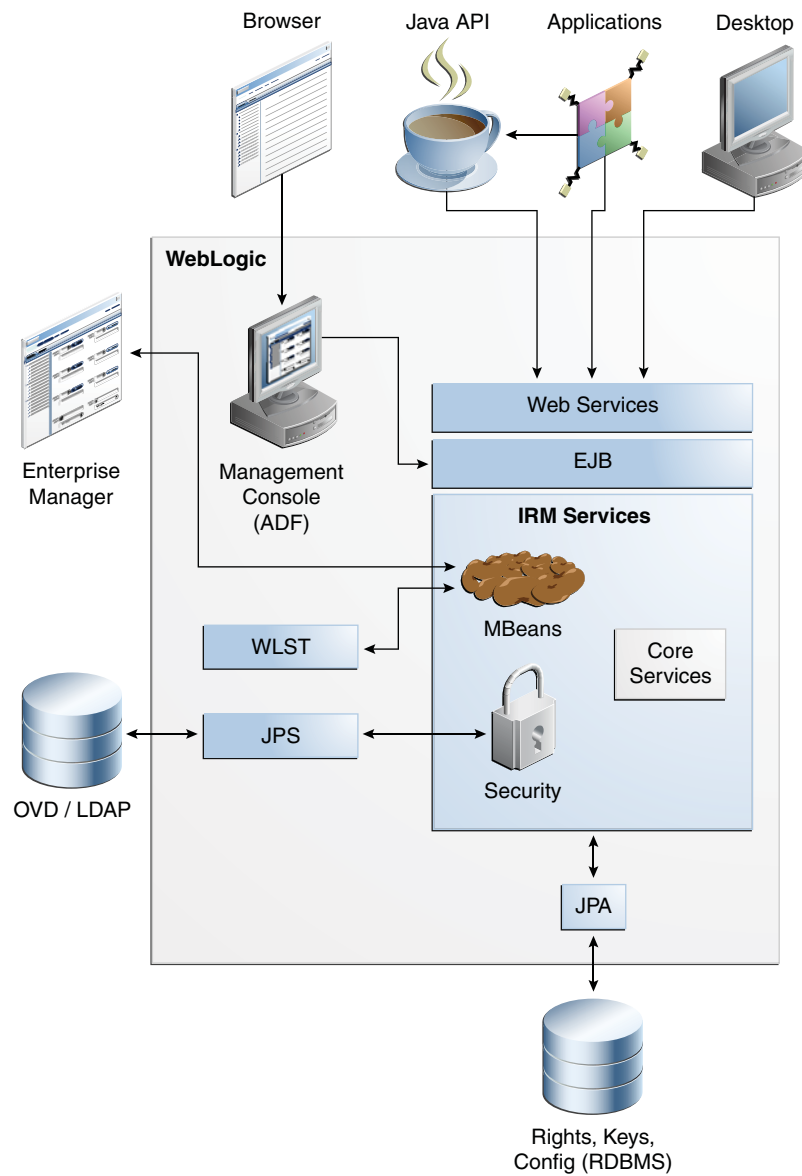 Browser
Java API
Applications
Desktop
WebLogic
Enterprise
Manager
Management
Console
(ADF)
Web Services
EJB
IRM Services
MBeans
WLST
Core
Services
JPS
Security
OVD / LDAP
JPA
Rights, Keys,
Config (RDBMS)